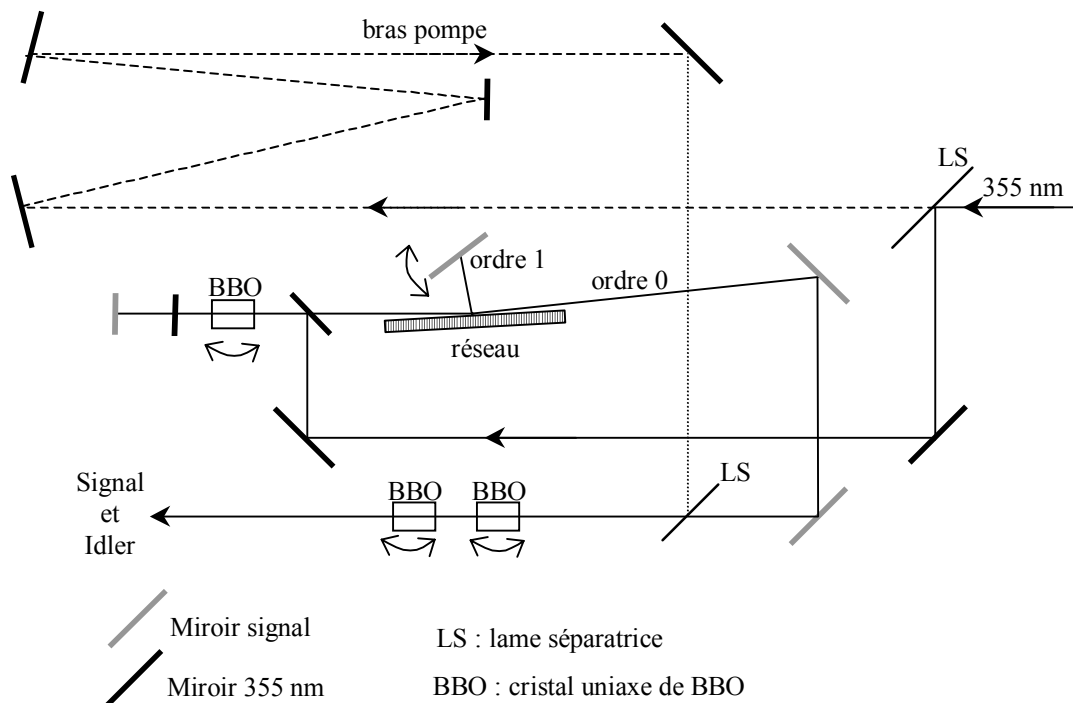 bras pompe
LS
355 nm
ordre 1
ordre 0
BBO
réseau
LS
Signal
et
Idler
BBO BBO
Miroir signal
LS : lame séparatrice
Miroir 355 nm
BBO : cristal uniaxe de BBO